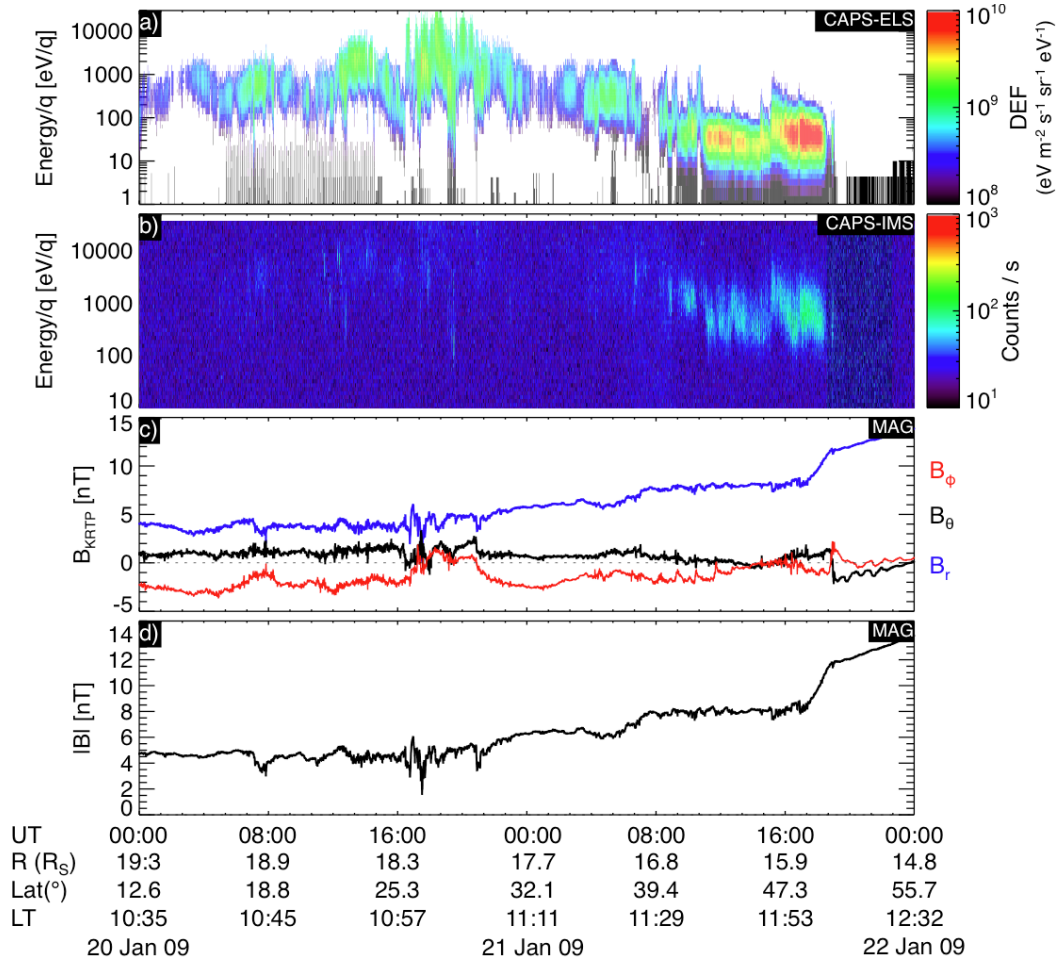 a)
CAPS-ELS
Energy/q [eV/q]
10000
1000
100
10
1
10^10
10^9
10^8
DEF
(eV m^-2 s^-1 sr^-1 eV^-1)
b)
CAPS-IMS
Energy/q [eV/q]
10000
1000
100
10
10^3
10^2
10^1
Counts / s
c)
MAG
B_KRTP [nT]
15
10
5
0
-5
B_Φ
B_θ
B_r
d)
MAG
|B| [nT]
14
12
10
8
6
4
2
0
UT 00:00 08:00 16:00 00:00 08:00 16:00 00:00
R (R_S) 19:3 18.9 18.3 17.7 16.8 15.9 14.8
Lat(°) 12.6 18.8 25.3 32.1 39.4 47.3 55.7
LT 10:35 10:45 10:57 11:11 11:29 11:53 12:32
20 Jan 09 21 Jan 09 22 Jan 09